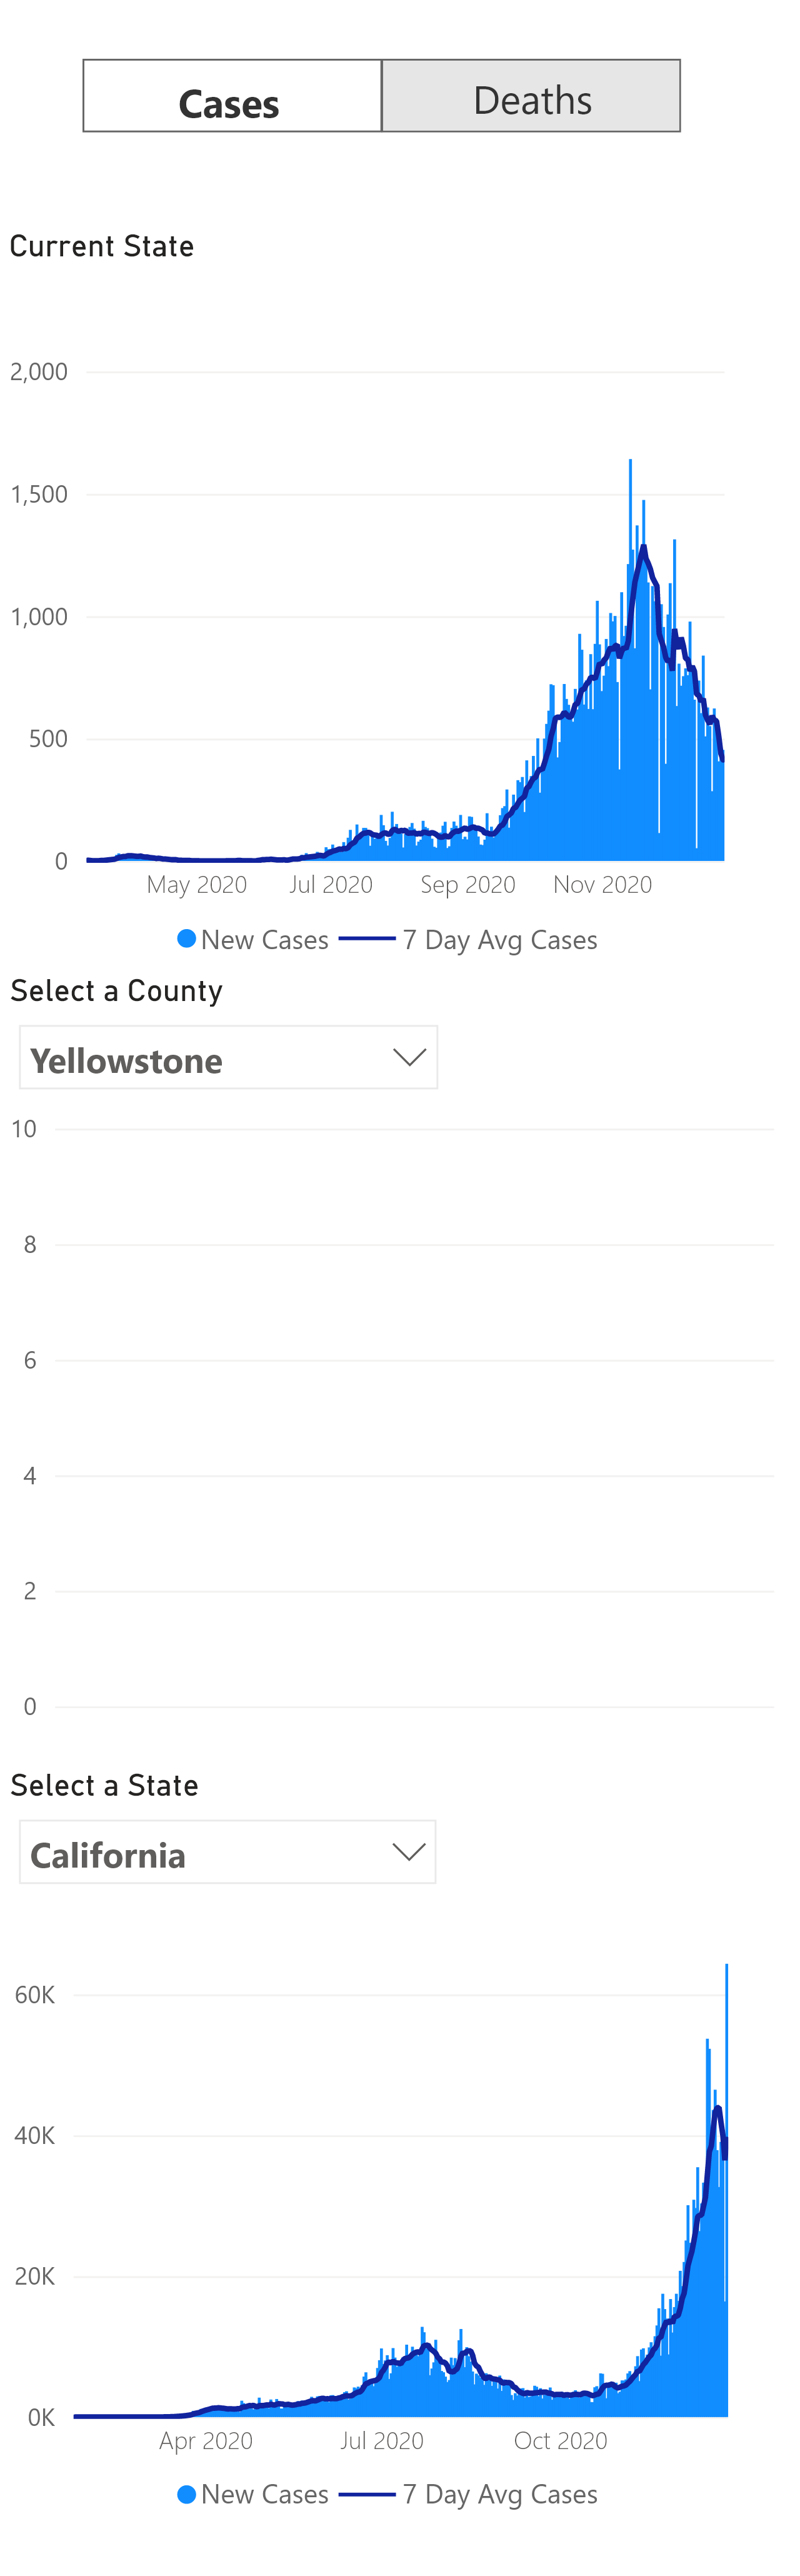 Cases Deaths
Current State
2,000
1,500
1,000
500
0
May 2020 Jul 2020 Sep 2020 Nov 2020
New Cases 7 Day Avg Cases
Select a County
Yellowstone
10
8
6
4
2
0
Select a State
California
60K
40K
20K
0K
Apr 2020 Jul 2020 Oct 2020
New Cases 7 Day Avg Cases